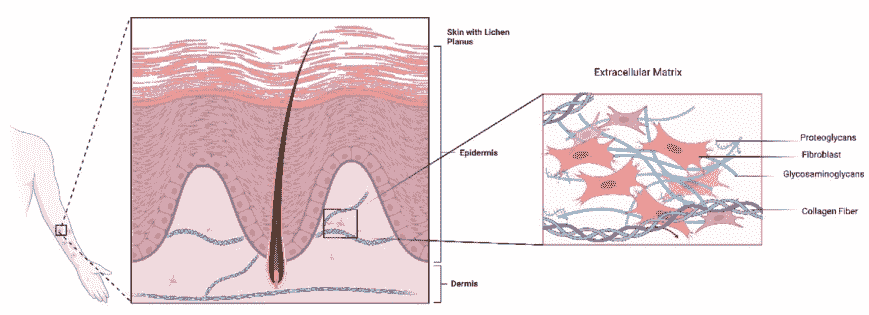 Skin with Lichen
Planus
Extracellular Matrix
Epidermis
Proteoglycans
Fibroblast
Glycosaminoglycans
Collagen Fiber
Dermis